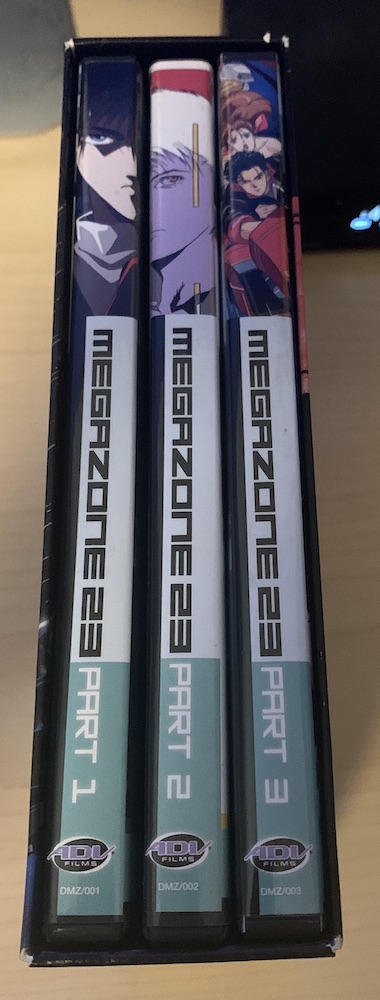 MEGAZONE 23 PART 1
ADV
FILMS
DMZ/001
MEGAZONE 23 PART 2
ADV
FILMS
DMZ/002
MEGAZONE 23 PART 3
ADV
FILMS
DMZ/003